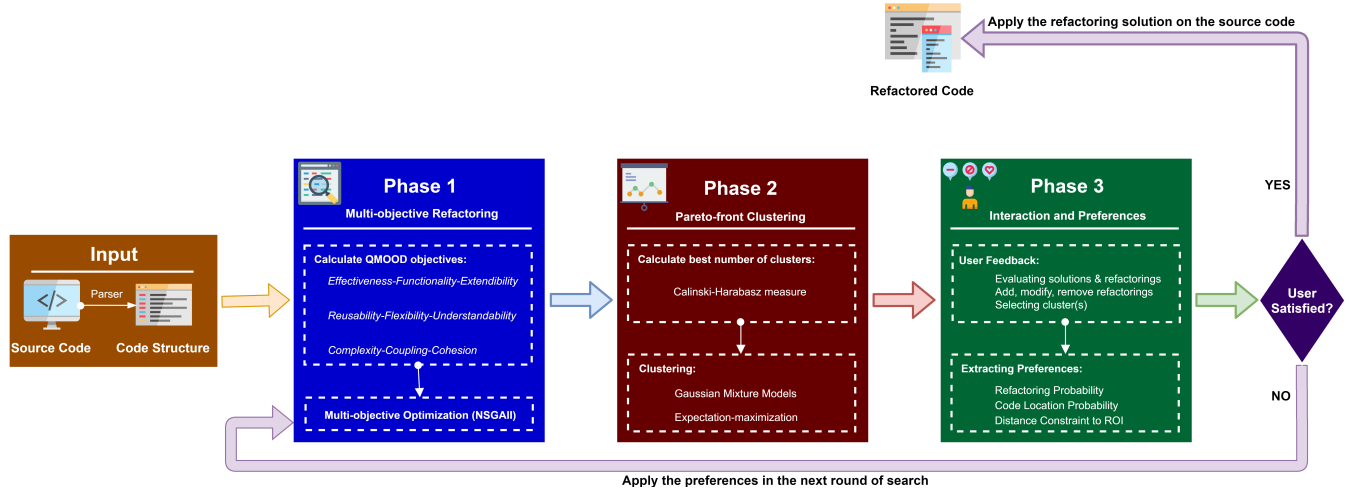 Apply the refactoring solution on the source code
Refactored Code
Input
Parser
Source Code
Code Structure
Phase 1
Multi-objective Refactoring
Calculate QMOOD objectives:
Effectiveness-Functionality-Extendibility
Reusability-Flexibility-Understandability
Complexity-Coupling-Cohesion
Multi-objective Optimization (NSGAII)
Phase 2
Pareto-front Clustering
Calculate best number of clusters:
Calinski-Harabasz measure
Clustering:
Gaussian Mixture Models
Expectation-maximization
Phase 3
Interaction and Preferences
User Feedback:
Evaluating solutions & refactorings
Add, modify, remove refactorings
Selecting cluster(s)
Extracting Preferences:
Refactoring Probability
Code Location Probability
Distance Constraint to ROI
YES
User
Satisfied?
NO
Apply the preferences in the next round of search